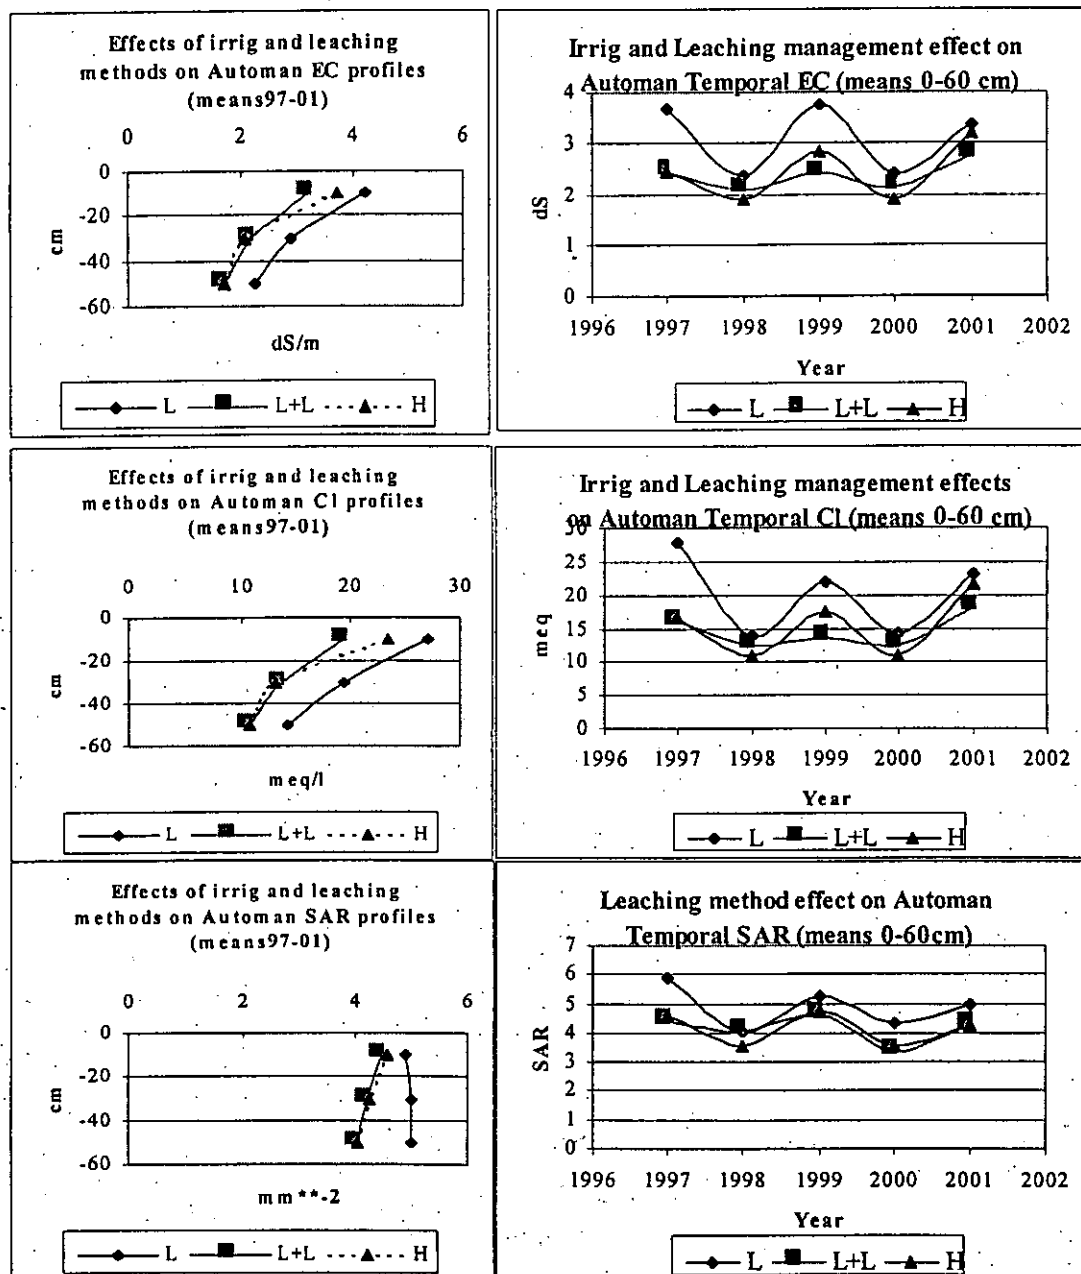 Effects of irrig and leaching
methods on Automan EC profiles
(means97-01)
0 2 4 6
0
-20
-40
-60
cm
dS/m
L L+L H
Irrig and Leaching management effect on
Automan Temporal EC (means 0-60 cm)
4
3
2
1
0
dS
1996 1997 1998 1999 2000 2001 2002
Year
L L+L H
Effects of irrig and leaching
methods on Automan Cl profiles
(means97-01)
0 10 20 30
0
-20
-40
-60
cm
meq/l
L L+L H
Irrig and Leaching management effects
on Automan Temporal Cl (means 0-60 cm)
30
25
20
15
10
5
0
meq
1996 1997 1998 1999 2000 2001 2002
Year
L L+L H
Effects of irrig and leaching
methods on Automan SAR profiles
(means97-01)
0 2 4 6
0
-20
-40
-60
cm
mm**-2
L L+L H
Leaching method effect on Automan
Temporal SAR (means 0-60cm)
7
6
5
4
3
2
1
0
SAR
1996 1997 1998 1999 2000 2001 2002
Year
L L+L H